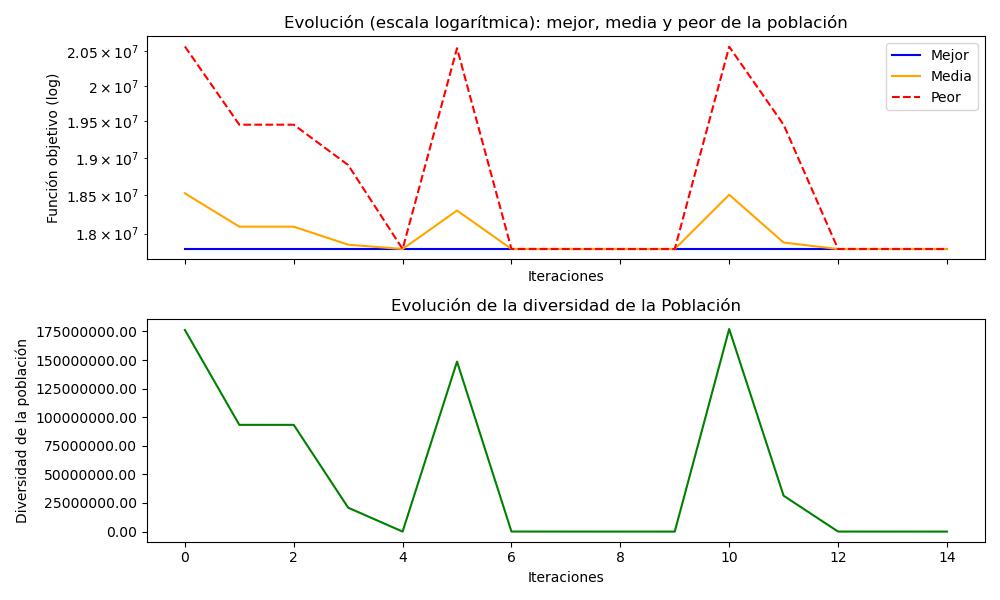 Evolución (escala logarítmica): mejor, media y peor de la población
Función objetivo (log)
2.05 × 10⁷
2 × 10⁷
1.95 × 10⁷
1.9 × 10⁷
1.85 × 10⁷
1.8 × 10⁷
Mejor
Media
Peor
Iteraciones
Evolución de la diversidad de la Población
Diversidad de la población
175000000.00
150000000.00
125000000.00
100000000.00
75000000.00
50000000.00
25000000.00
0.00
0 2 4 6 8 10 12 14
Iteraciones